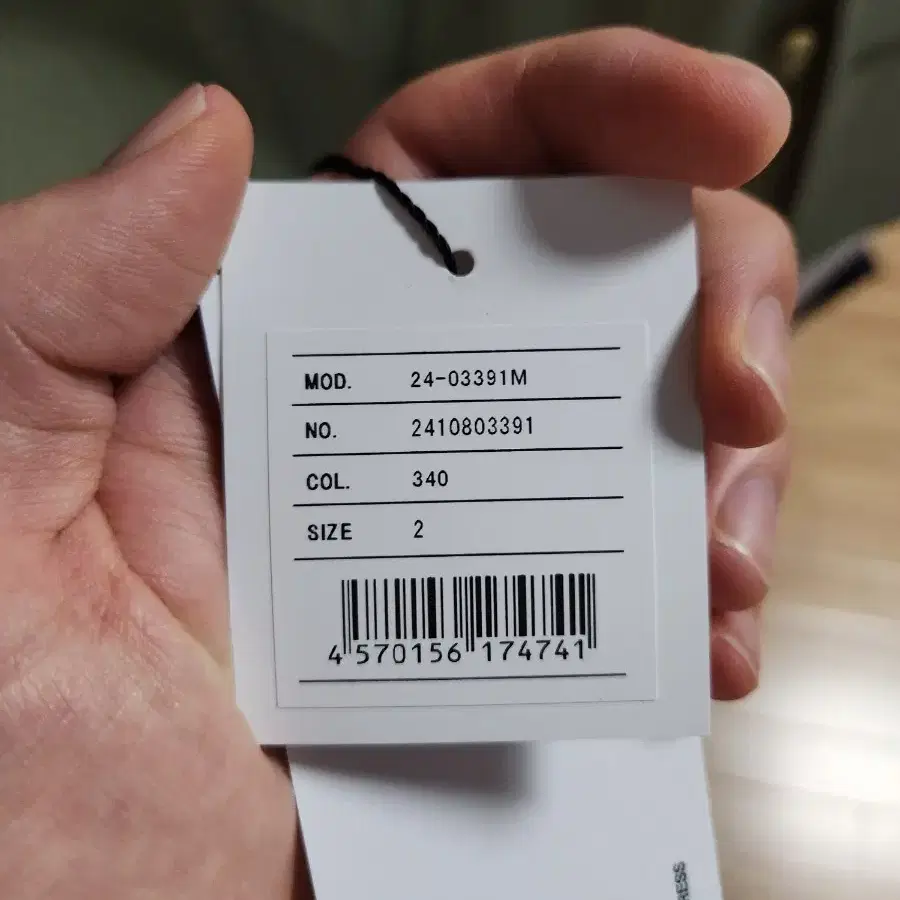 MOD. 24-03391M
NO. 2410803391
COL. 340
SIZE 2
4 570156 174741